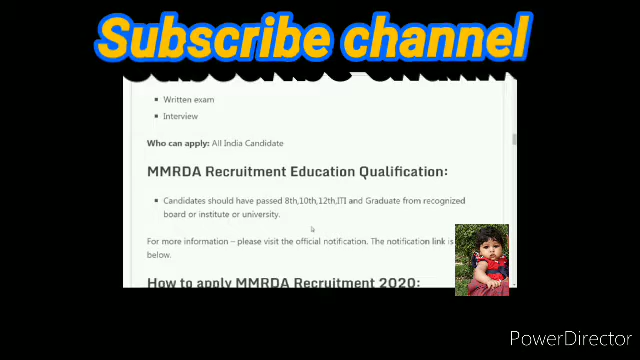 Subscribe channel
Written exam
Interview
Who can apply: All India Candidate
MMRDA Recruitment Education Qualification:
Candidates should have passed 8th,10th,12th,ITI and Graduate from recognized
board or institute or university.
For more information – please visit the official notification. The notification link is
below.
How to apply MMRDA Recruitment 2020:
PowerDirector